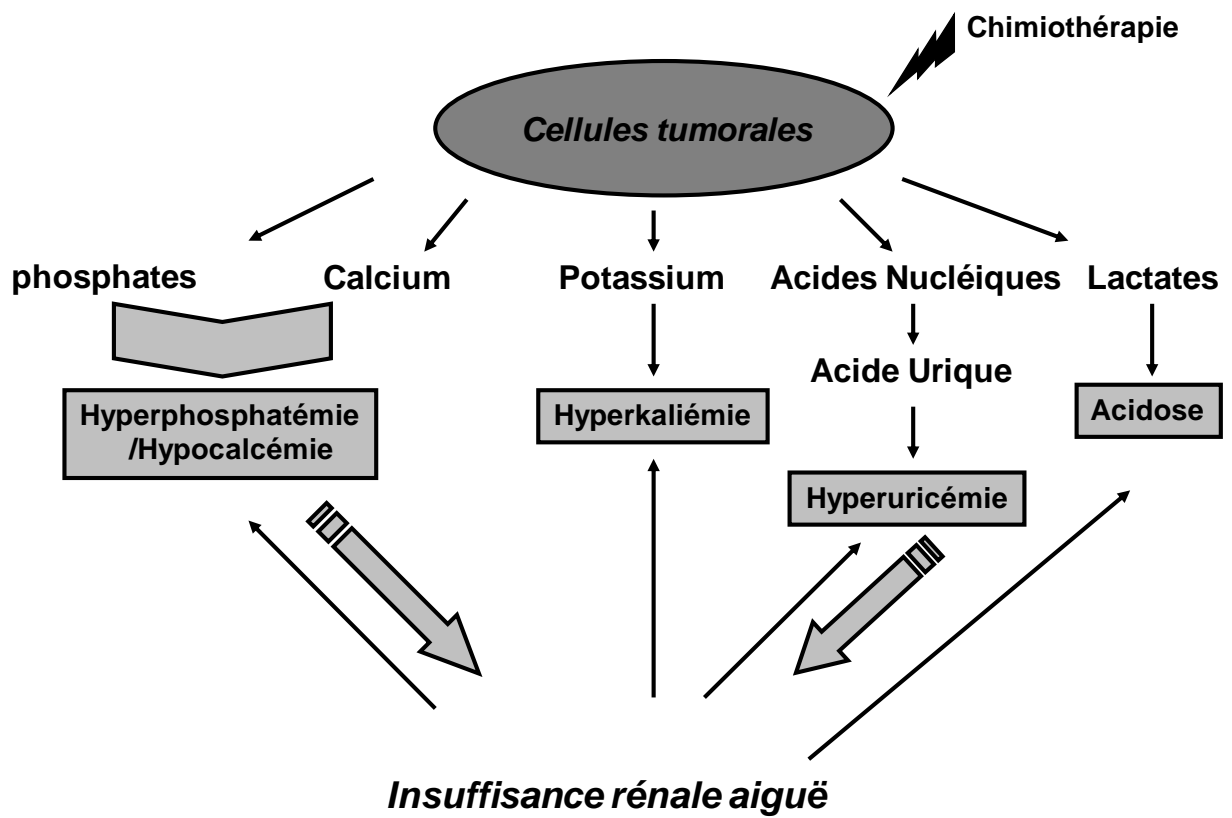 Chimiothérapie
Cellules tumorales
phosphates
Calcium
Potassium
Acides Nucléiques
Lactates
Acide Urique
Hyperphosphatémie
/Hypocalcémie
Hyperkaliémie
Acidose
Hyperuricémie
Insuffisance rénale aiguë